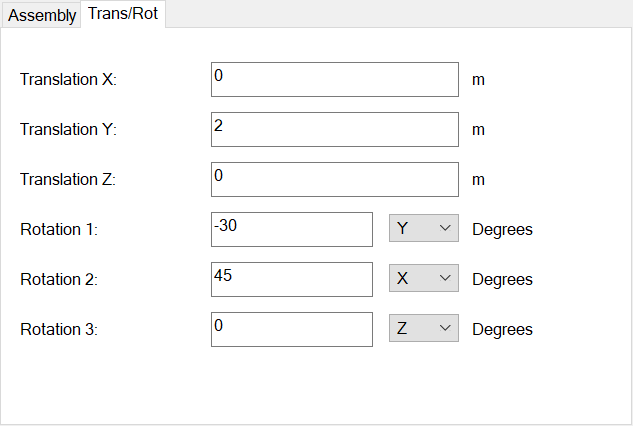 Assembly Trans/Rot
Translation X: 0 m
Translation Y: 2 m
Translation Z: 0 m
Rotation 1: -30 Y Degrees
Rotation 2: 45 X Degrees
Rotation 3: 0 Z Degrees